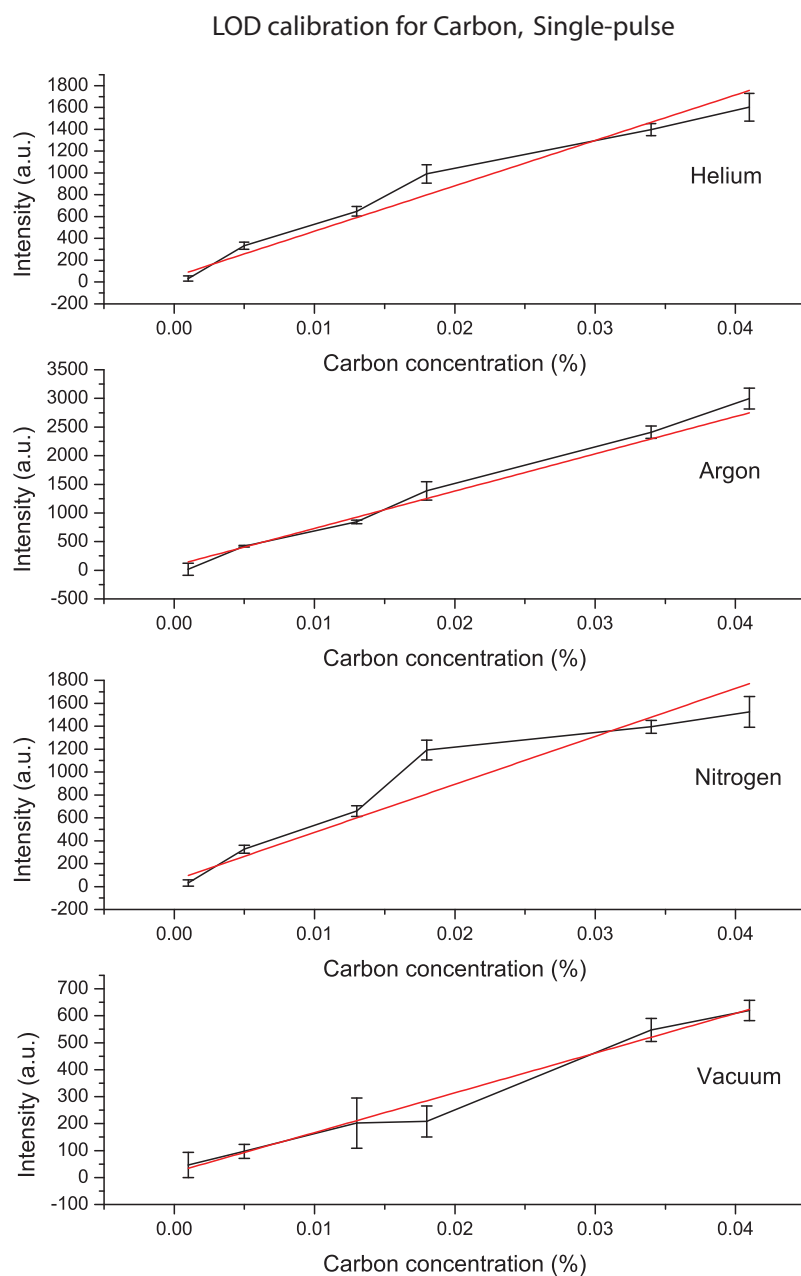 LOD calibration for Carbon, Single-pulse
1800
1600
1400
1200
1000
800
600
400
200
0
-200
Intensity (a.u.)
Helium
0.00 0.01 0.02 0.03 0.04
Carbon concentration (%)
3500
3000
2500
2000
1500
1000
500
0
-500
Intensity (a.u.)
Argon
0.00 0.01 0.02 0.03 0.04
Carbon concentration (%)
1800
1600
1400
1200
1000
800
600
400
200
0
-200
Intensity (a.u.)
Nitrogen
0.00 0.01 0.02 0.03 0.04
Carbon concentration (%)
700
600
500
400
300
200
100
0
-100
Intensity (a.u.)
Vacuum
0.00 0.01 0.02 0.03 0.04
Carbon concentration (%)